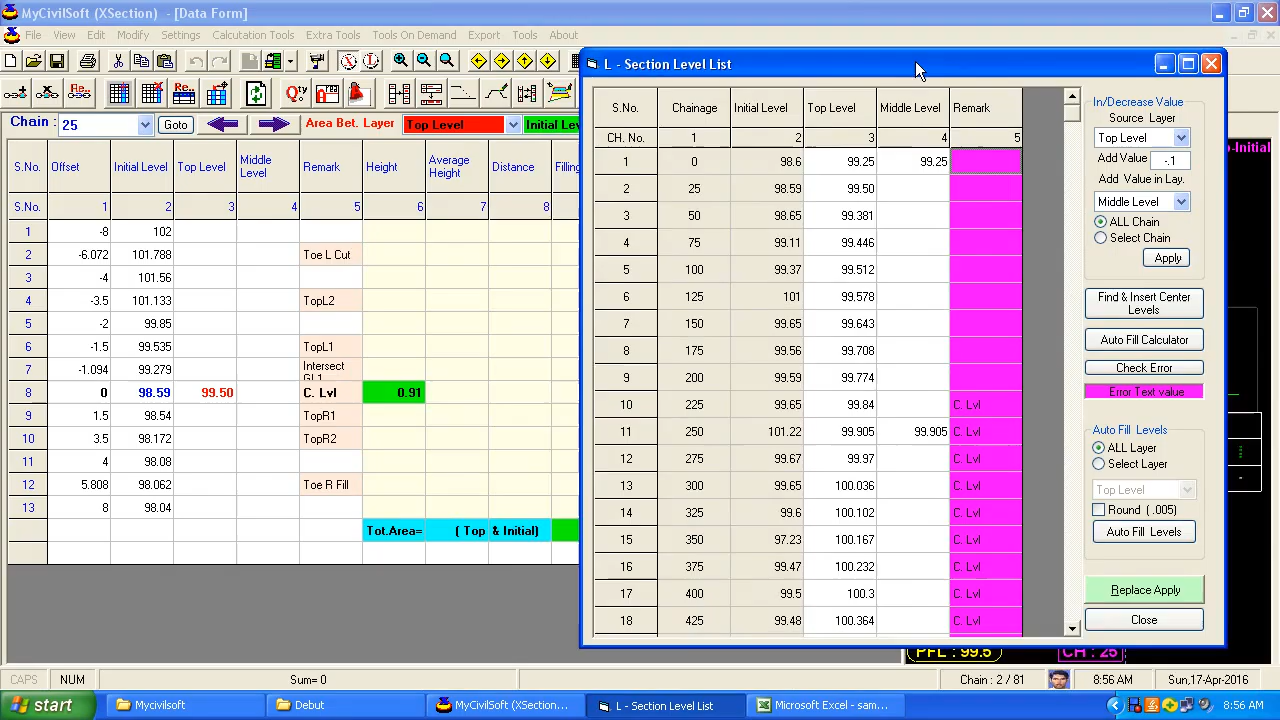 MyCivilSoft (XSection) - [Data Form]
File View Edit Modify Settings Calcutation Tools Extra Tools Tools On Demand Export Tools About
L - Section Level List
Chain : 25 Goto Area Bet. Layer Top Level Initial Lev
S.No. Offset Initial Level Top Level Middle Level Remark Height Average Height Distance Filling
S.No. 1 2 3 4 5 6 7 8
1 -8 102
2 -6.072 101.788 Toe L Cut
3 -4 101.56
4 -3.5 101.133 TopL2
5 -2 99.85
6 -1.5 99.535 TopL1
7 -1.094 99.279 Intersect GL1
8 0 98.59 99.50 C. Lvl 0.91
9 1.5 98.54 TopR1
10 3.5 98.172 TopR2
11 4 98.08
12 5.808 98.062 Toe R Fill
13 8 98.04
Tot.Area= ( Top & Initial)
S.No. Chainage Initial Level Top Level Middle Level Remark
CH. No. 1 2 3 4 5
1 0 98.6 99.25 99.25
2 25 98.59 99.50
3 50 98.65 99.381
4 75 99.11 99.446
5 100 99.37 99.512
6 125 101 99.578
7 150 99.65 99.643
8 175 99.56 99.708
9 200 99.59 99.774
10 225 99.65 99.84 C. Lvl
11 250 101.22 99.905 99.905 C. Lvl
12 275 99.67 99.97 C. Lvl
13 300 99.65 100.036 C. Lvl
14 325 99.6 100.102 C. Lvl
15 350 97.23 100.167 C. Lvl
16 375 99.47 100.232 C. Lvl
17 400 99.5 100.3 C. Lvl
18 425 99.48 100.364 C. Lvl
In/Decrease Value
De Layer
Top Level
Add Value -.1
Add Value in Lay.
Middle Level
ALL Chain
Select Chain
Apply
Find & Insert Center Levels
Auto Fill Calculator
Check Error
Error Text value
Auto Fill Levels
ALL Layer
Select Layer
Top Level
Round (.005)
Auto Fill Levels
Replace Apply
Close
-Initial
PFL : 99.5 CH : 25
CAPS NUM Sum= 0 Chain : 2 / 81 8:56 AM Sun,17-Apr-2016
start Mycivilsoft Debut MyCivilSoft (XSection... L - Section Level List Microsoft Excel - sam... 8:56 AM